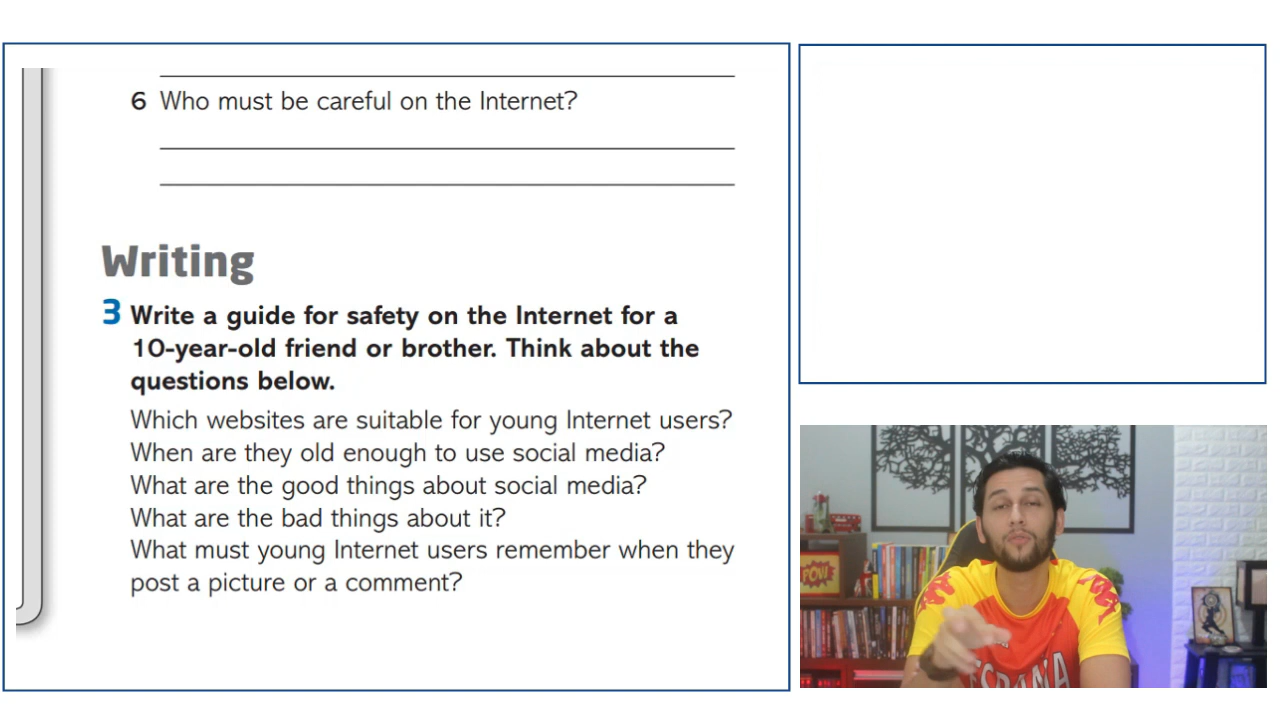 6 Who must be careful on the Internet?
Writing
3 Write a guide for safety on the Internet for a
10-year-old friend or brother. Think about the
questions below.
Which websites are suitable for young Internet users?
When are they old enough to use social media?
What are the good things about social media?
What are the bad things about it?
What must young Internet users remember when they
post a picture or a comment?
POW!
ESPAÑA